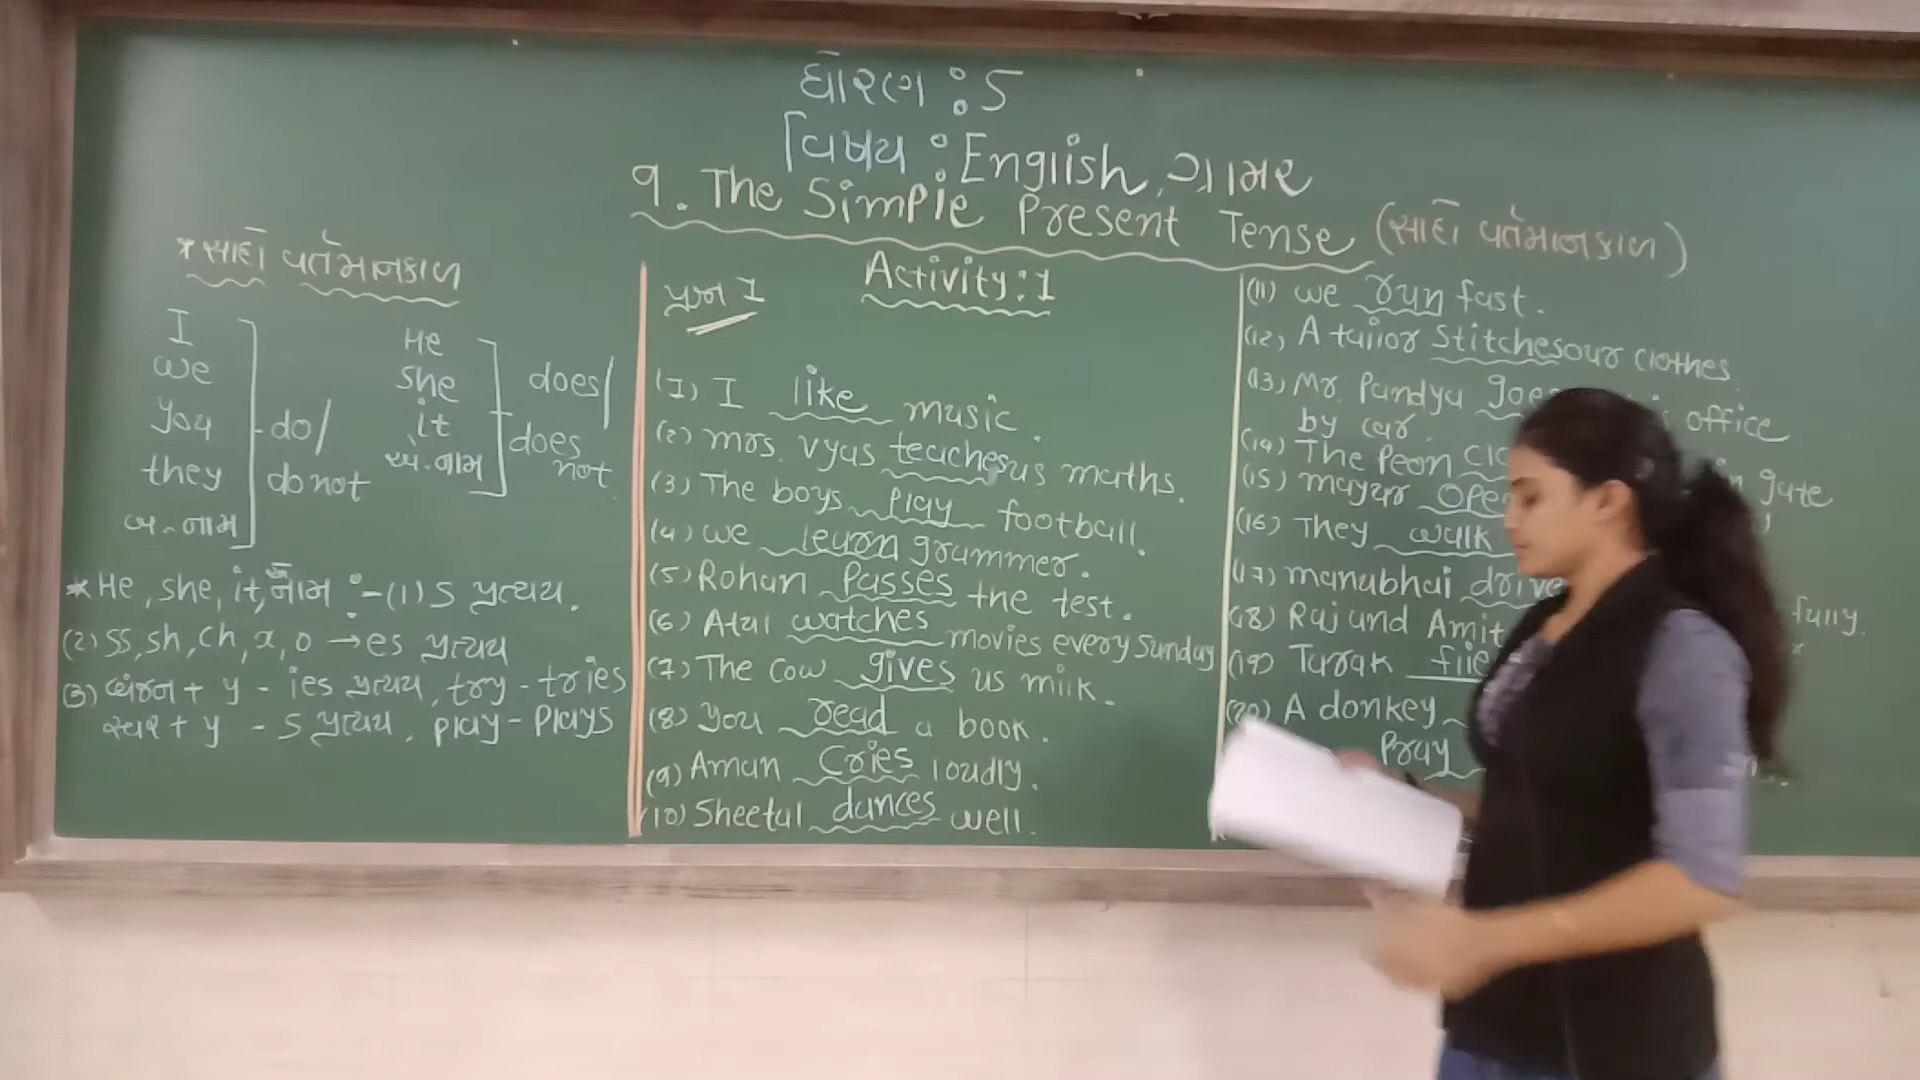 ધોરણ : 5
વિષય : English, ગ્રામર
9. The Simple Present Tense (સાદો વર્તમાનકાળ)
* સાદો વર્તમાનકાળ
I
we
you
they
બ.નામ
do/
do not
He
she
it
એ.નામ
does/
does
not
* He, she, it, એ નામ :- (1) S પ્રત્યય.
(2) ss, sh, ch, x, o → es પ્રત્યય
(3) વ્યંજન + y - ies પ્રત્યય, try - tries
સ્વર + y - s પ્રત્યય, play - plays
Activity : 1
પ્રશ્ન 1
(1) I like music.
(2) mrs. vyas teaches us maths.
(3) The boys play football.
(4) we learn grammer.
(5) Rohan Passes the test.
(6) Atul watches movies every Sunday
(7) The cow gives us milk.
(8) You read a book.
(9) Aman Cries loudly.
(10) Sheetal dances well.
(11) we run fast.
(12) A tailor stitches our clothes.
(13) Mr. Pandya goes office
by car.
(14) The Peon gate
(15) mayur
(16) They walk
(17) manubhai fully.
(18) Raj and Amit
(19) Tarak
(20) A donkey
Pray